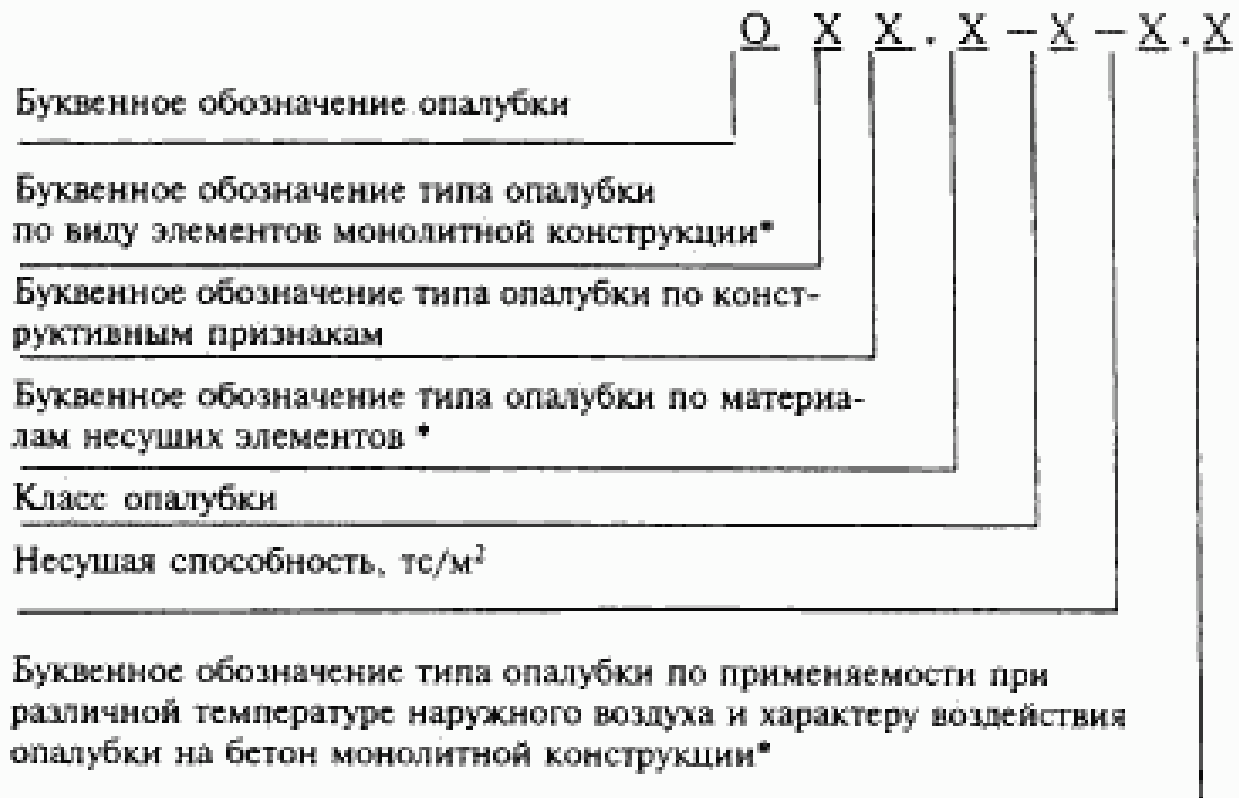 О Х Х . Х – Х – Х . Х
Буквенное обозначение опалубки
Буквенное обозначение типа опалубки
по виду элементов монолитной конструкции*
Буквенное обозначение типа опалубки по конст-
руктивным признакам
Буквенное обозначение типа опалубки по материа-
лам несущих элементов *
Класс опалубки
Несущая способность, тс/м²
Буквенное обозначение типа опалубки по применяемости при
различной температуре наружного воздуха и характеру воздействия
опалубки на бетон монолитной конструкции*